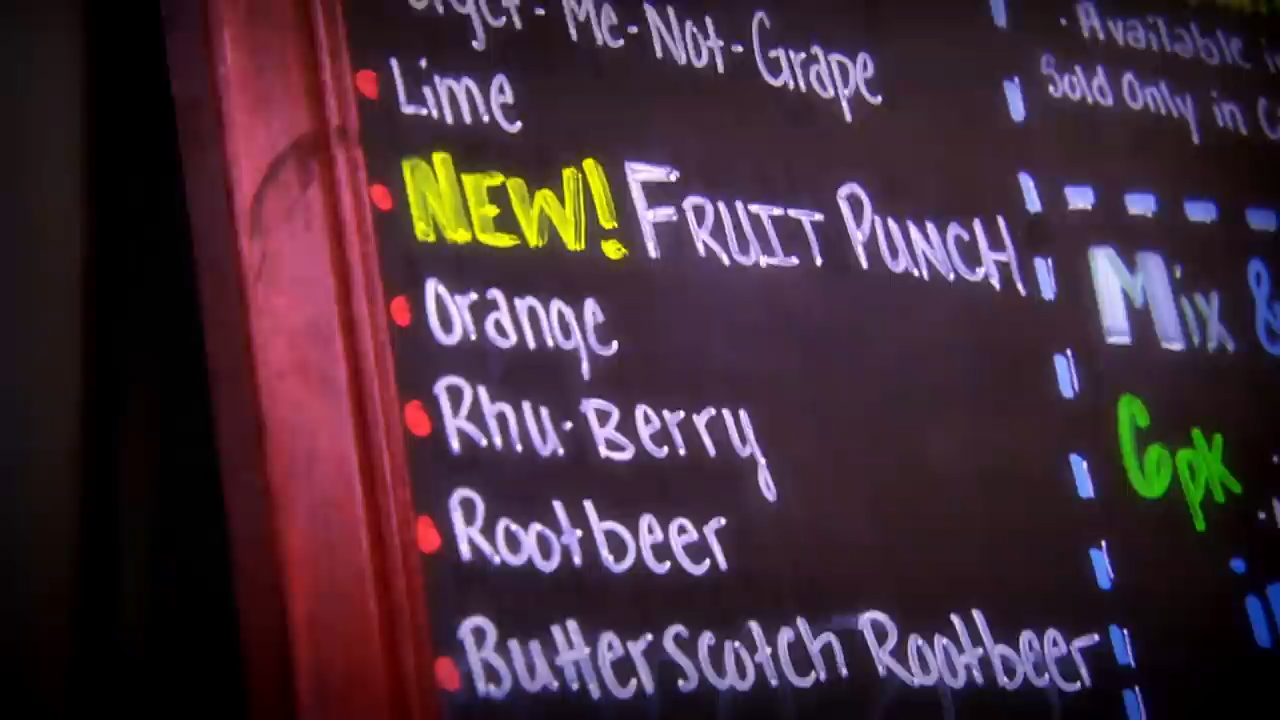 Me-Not-Grape
Lime
NEW! FRUIT PUNCH
Orange
Rhu-Berry
Rootbeer
Butterscotch Rootbeer
· Available
Sold Only in
Mix &
6pk